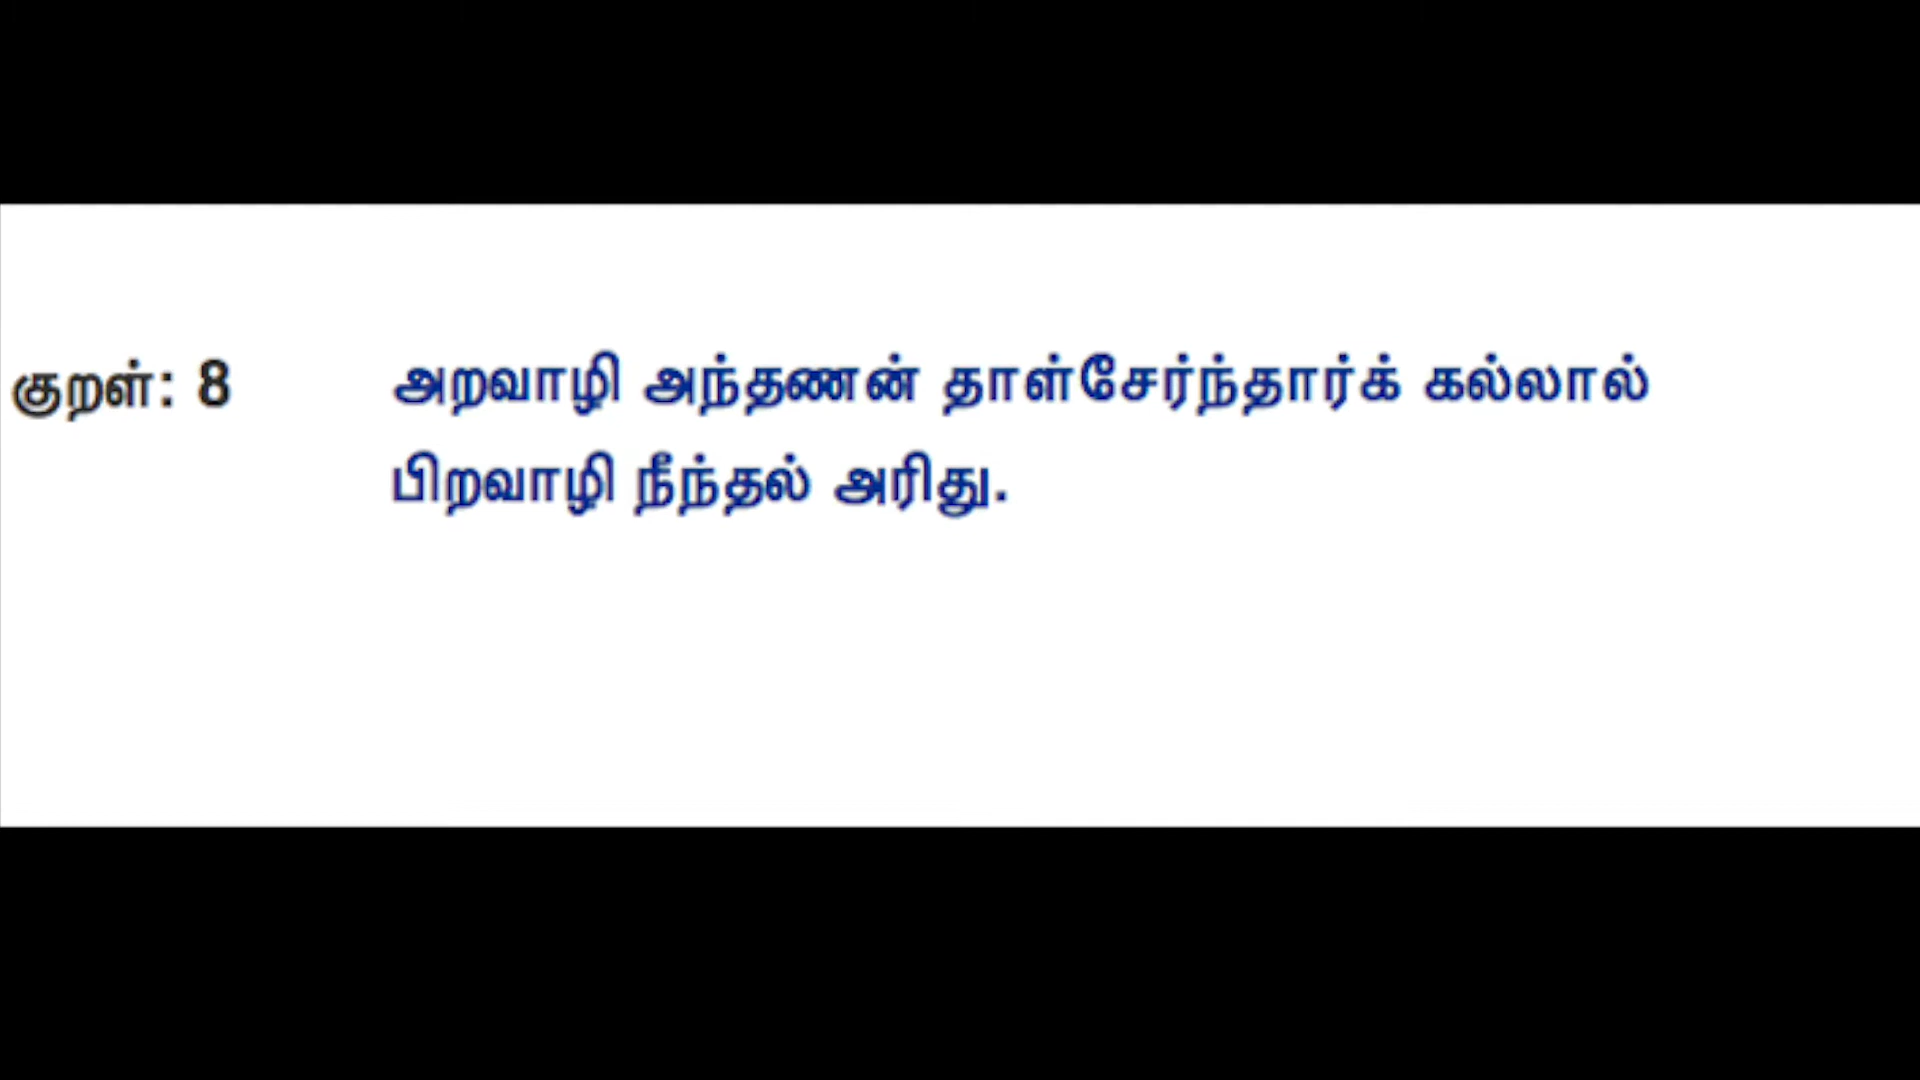 குறள்: 8 அறவாழி அந்தணன் தாள்சேர்ந்தார்க் கல்லால்
பிறவாழி நீந்தல் அரிது.